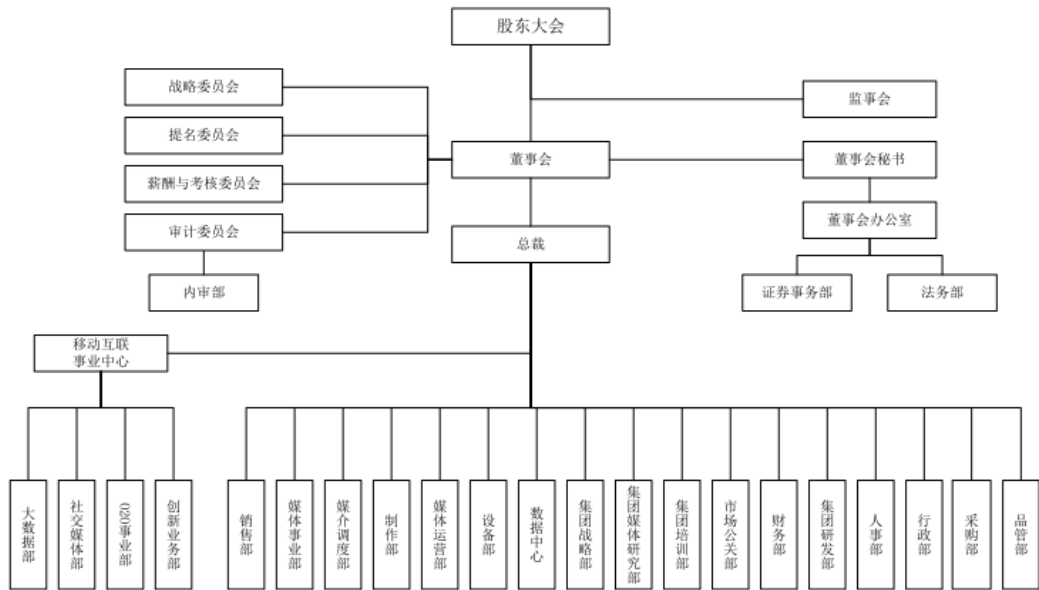 股东大会
战略委员会
监事会
提名委员会
董事会
董事会秘书
薪酬与考核委员会
审计委员会
董事会办公室
总裁
内审部
证券事务部
法务部
移动互联
事业中心
大数据部
社交媒体部
O2O事业部
创新业务部
销售部
媒体事业部
媒介调度部
制作部
媒体运营部
设备部
数据中心
集团战略部
集团媒体研究部
集团培训部
市场公关部
财务部
集团研发部
人事部
行政部
采购部
品管部